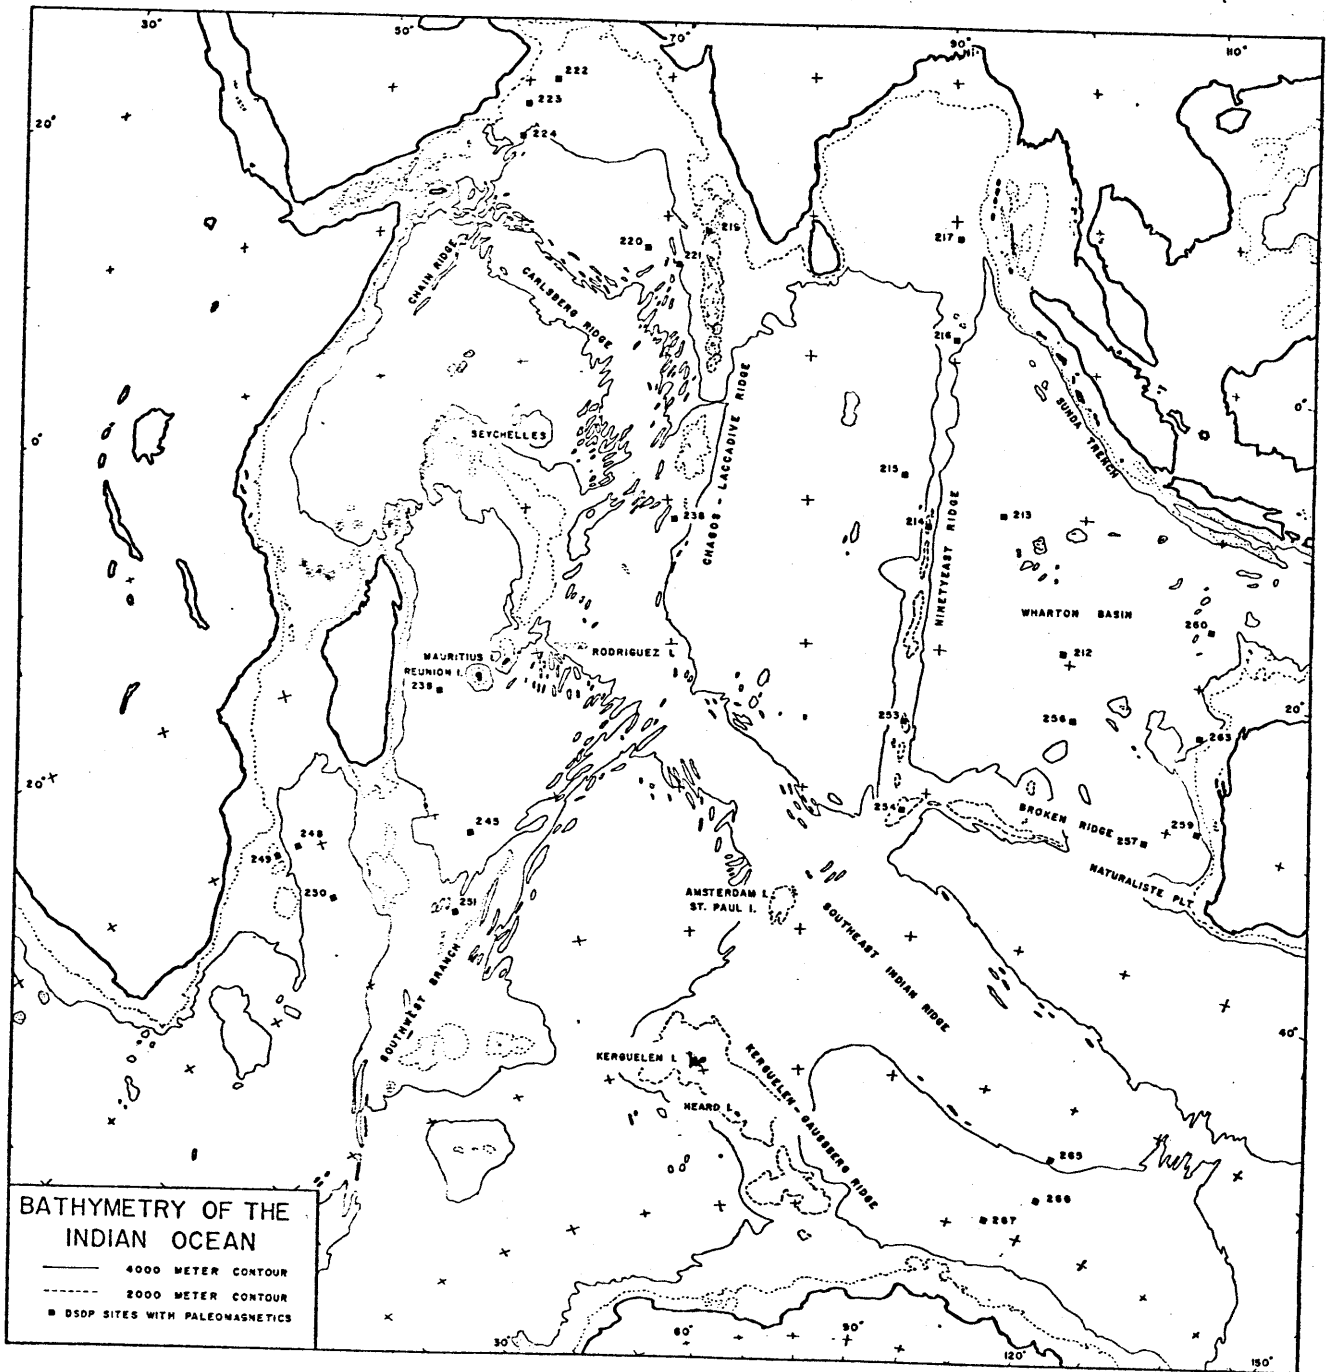 30°
50°
70°
90°
110°
222
223
20°
224
219
220
221
217
CHAIN RIDGE
CARLSBERG RIDGE
216
CHAGOS - LACCADIVE RIDGE
SUNDA TRENCH
0°
0°
SEYCHELLES
215
238
214
213
NINETYEAST RIDGE
WHARTON BASIN
260
MAURITIUS
RODRIGUEZ I.
212
REUNION I.
239
253
256
20°
263
20°
254
BROKEN RIDGE
257
259
248
245
249
NATURALISTE PLT.
250
251
AMSTERDAM I.
ST. PAUL I.
SOUTHEAST INDIAN RIDGE
SOUTHWEST BRANCH
40°
KERGUELEN I.
KERGUELEN-GAUSSBERG RIDGE
HEARD I.
265
266
267
BATHYMETRY OF THE
INDIAN OCEAN
4000 METER CONTOUR
2000 METER CONTOUR
DSDP SITES WITH PALEOMAGNETICS
30°
60°
90°
120°
150°